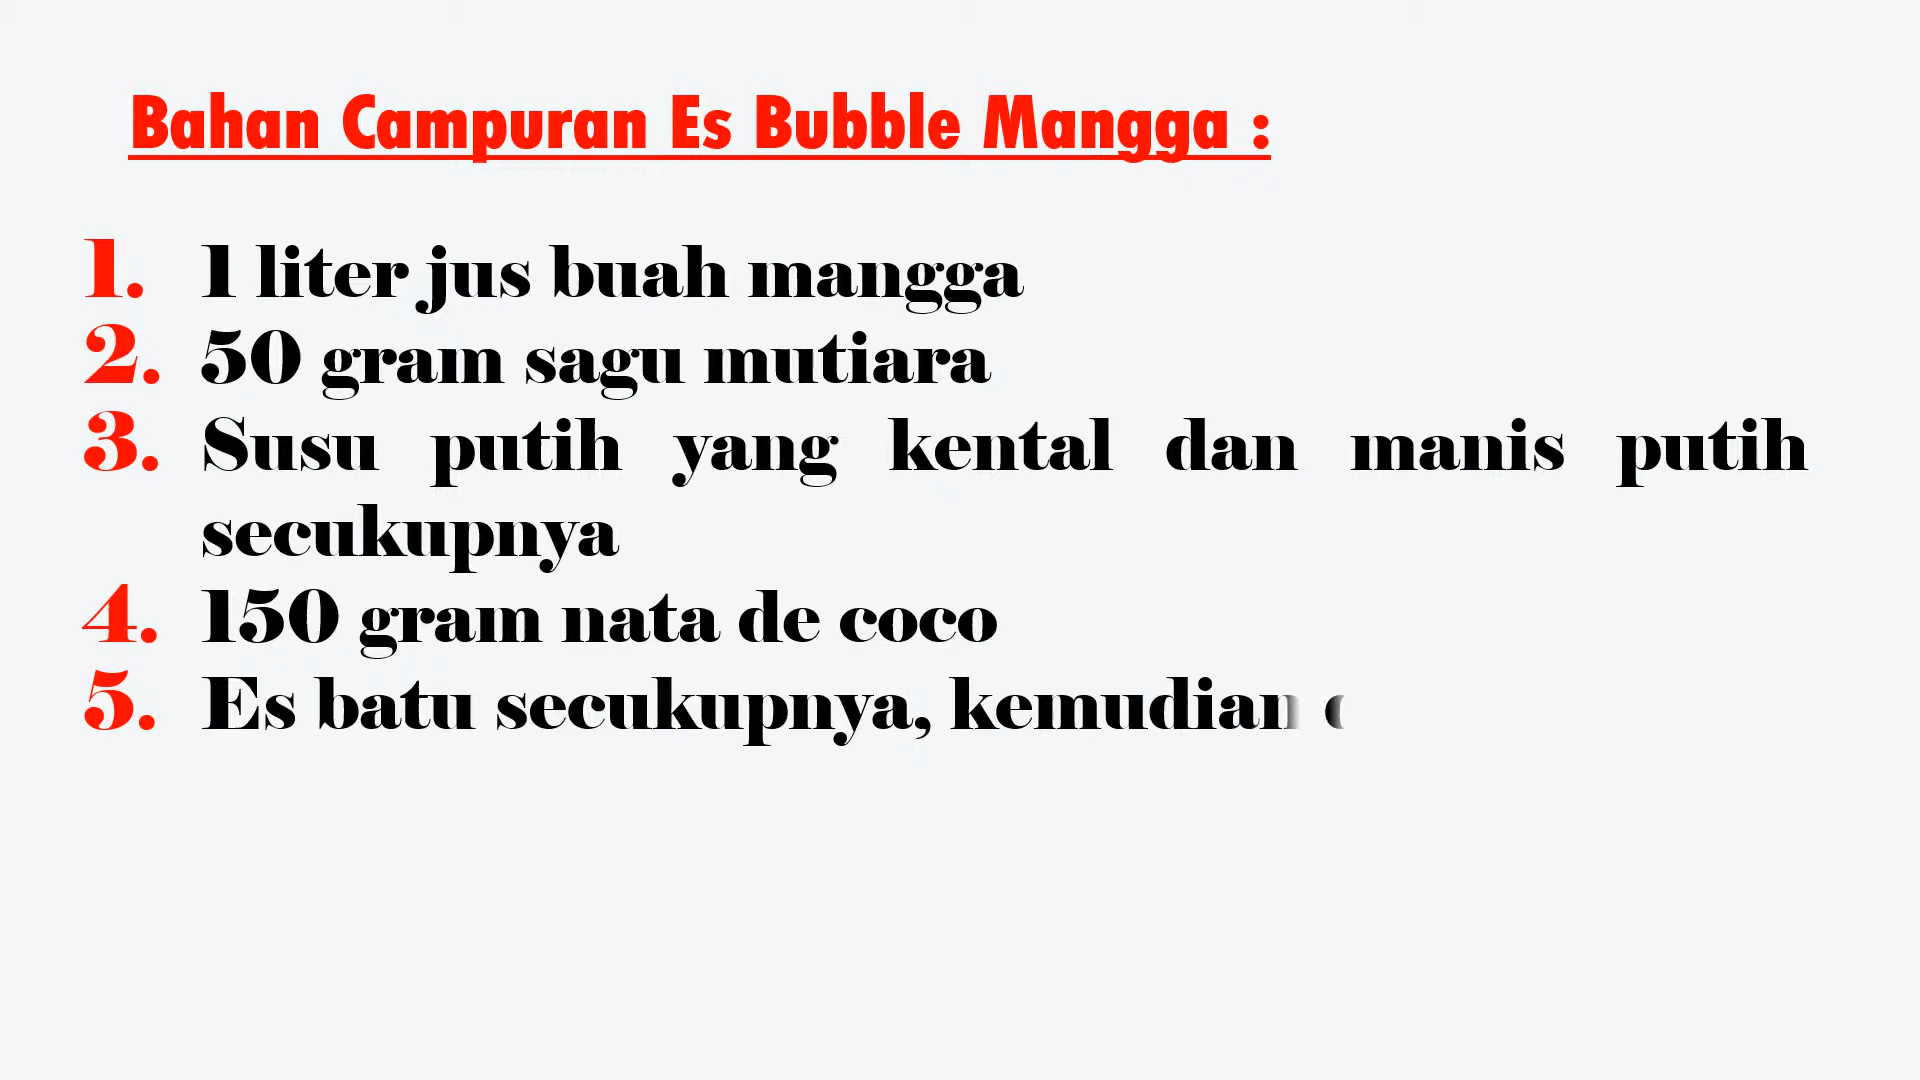 Bahan Campuran Es Bubble Mangga :
1. 1 liter jus buah mangga
2. 50 gram sagu mutiara
3. Susu putih yang kental dan manis putih
secukupnya
4. 150 gram nata de coco
5. Es batu secukupnya, kemudian